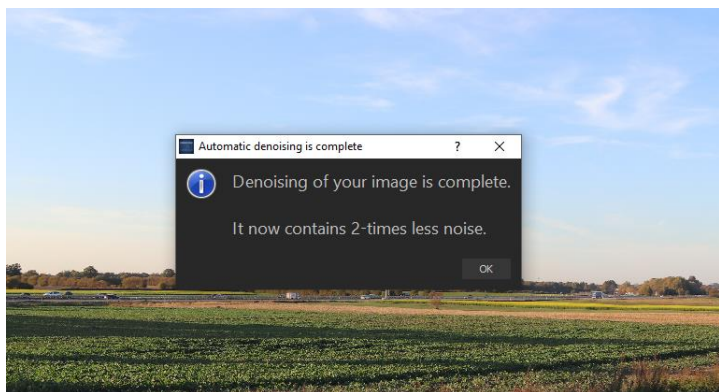 Automatic denoising is complete
?
Denoising of your image is complete.
It now contains 2-times less noise.
OK